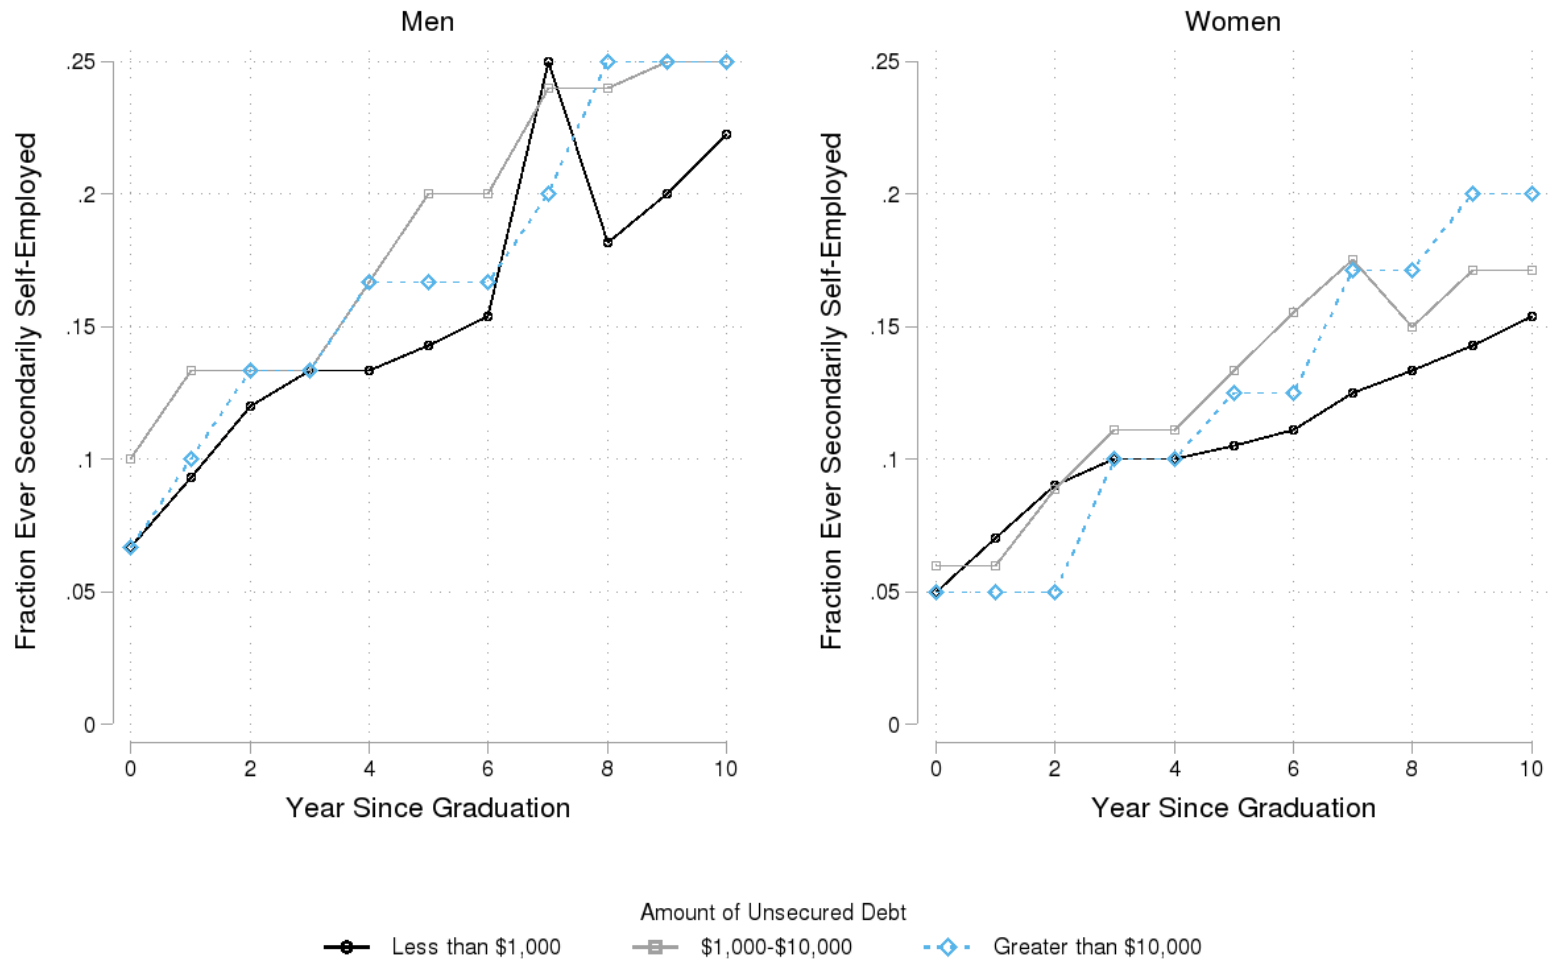 Men
Fraction Ever Secondarily Self-Employed
.25
.2
.15
.1
.05
0
0 2 4 6 8 10
Year Since Graduation
Women
Fraction Ever Secondarily Self-Employed
.25
.2
.15
.1
.05
0
0 2 4 6 8 10
Year Since Graduation
Amount of Unsecured Debt
Less than $1,000 $1,000-$10,000 Greater than $10,000